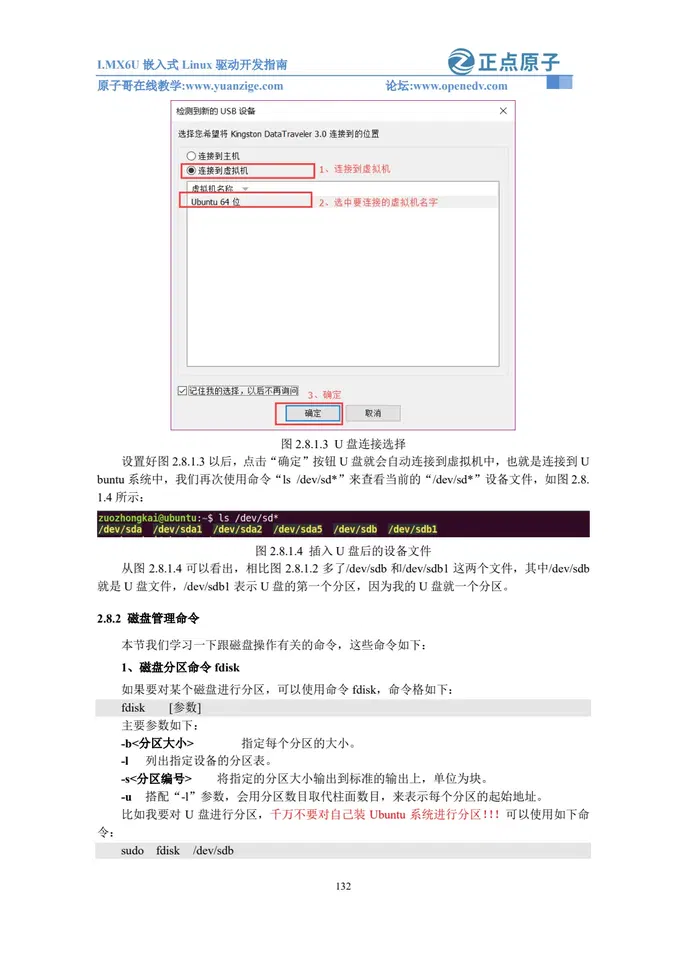 I.MX6U 嵌入式 Linux 驱动开发指南
正点原子
原子哥在线教学:www.yuanzige.com 论坛:www.openedv.com
检测到新的 USB 设备
选择您希望将 Kingston DataTraveler 3.0 连接到的位置
连接到主机
连接到虚拟机 1、连接到虚拟机
虚拟机名称
Ubuntu 64 位 2、选中要连接的虚拟机名字
记住我的选择，以后不再询问 3、确定
确定 取消
图 2.8.1.3 U 盘连接选择
设置好图 2.8.1.3 以后，点击“确定”按钮 U 盘就会自动连接到虚拟机中，也就是连接到 U
buntu 系统中，我们再次使用命令“ls /dev/sd*”来查看当前的“/dev/sd*”设备文件，如图 2.8.
1.4 所示：
zuozhongkai@ubuntu:~$ ls /dev/sd*
/dev/sda /dev/sda1 /dev/sda2 /dev/sda5 /dev/sdb /dev/sdb1
图 2.8.1.4 插入 U 盘后的设备文件
从图 2.8.1.4 可以看出，相比图 2.8.1.2 多了/dev/sdb 和/dev/sdb1 这两个文件，其中/dev/sdb
就是 U 盘文件，/dev/sdb1 表示 U 盘的第一个分区，因为我的 U 盘就一个分区。
2.8.2 磁盘管理命令
本节我们学习一下跟磁盘操作有关的命令，这些命令如下：
1、磁盘分区命令 fdisk
如果要对某个磁盘进行分区，可以使用命令 fdisk，命令格如下：
fdisk [参数]
主要参数如下：
-b<分区大小> 指定每个分区的大小。
-l 列出指定设备的分区表。
-s<分区编号> 将指定的分区大小输出到标准的输出上，单位为块。
-u 搭配“-l”参数，会用分区数目取代柱面数目，来表示每个分区的起始地址。
比如我要对 U 盘进行分区，千万不要对自己装 Ubuntu 系统进行分区!!! 可以使用如下命
令：
sudo fdisk /dev/sdb
132